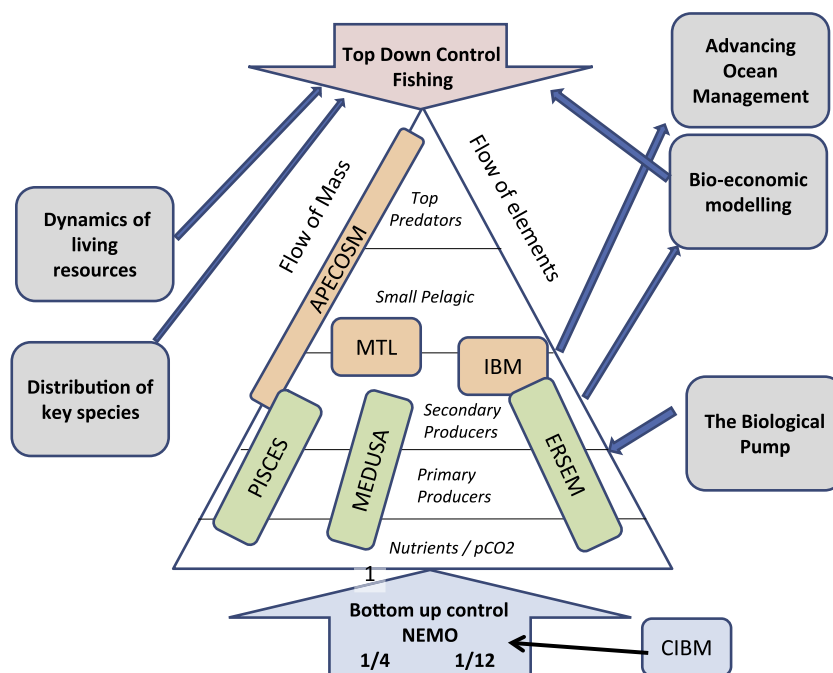 Top Down Control
Fishing
Advancing
Ocean
Management
Bio-economic
modelling
Dynamics of
living
resources
Distribution of
key species
The Biological
Pump
Flow of Mass
Flow of elements
APECOSM
Top
Predators
Small Pelagic
MTL
IBM
Secondary
Producers
PISCES
MEDUSA
ERSEM
Primary
Producers
Nutrients / pCO2
1
Bottom up control
NEMO
1/4 1/12
CIBM